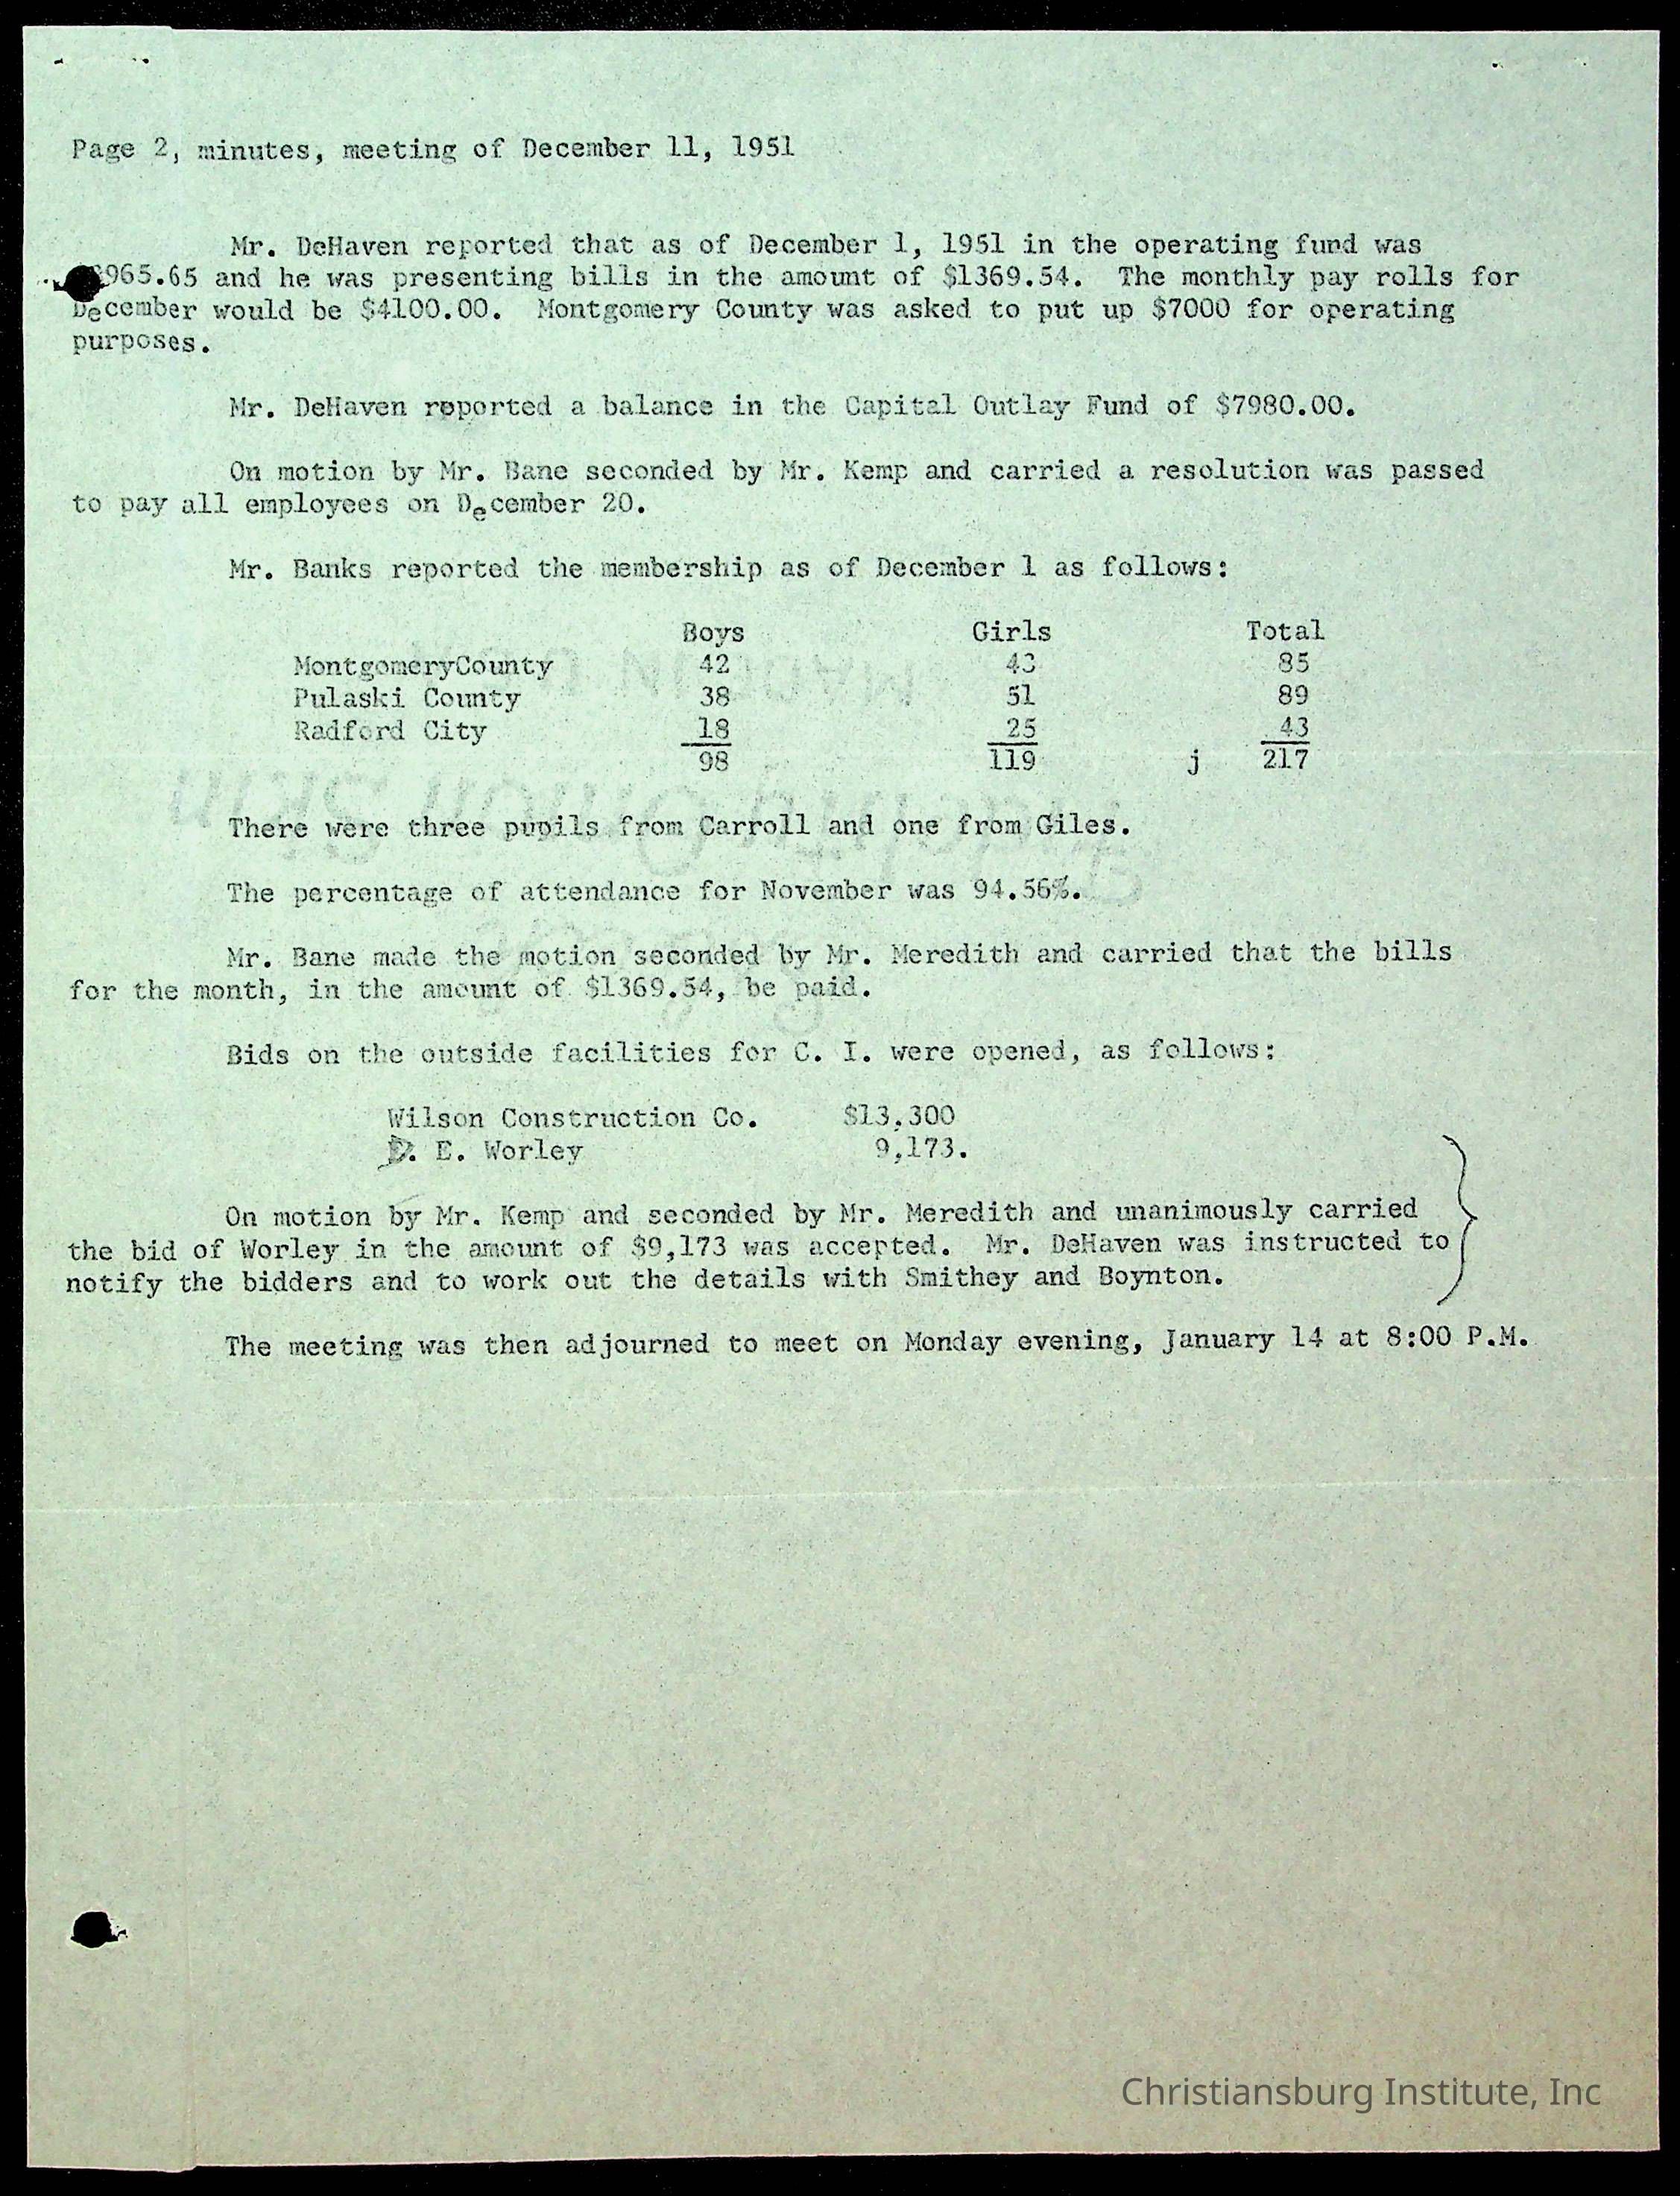 Page 2, minutes, meeting of December 11, 1951
Mr. DeHaven reported that as of December 1, 1951 in the operating fund was
965.65 and he was presenting bills in the amount of $1369.54. The monthly pay rolls for
December would be $4100.00. Montgomery County was asked to put up $7000 for operating
purposes.
Mr. DeHaven reported a balance in the Capital Outlay Fund of $7980.00.
On motion by Mr. Bane seconded by Mr. Kemp and carried a resolution was passed
to pay all employees on December 20.
Mr. Banks reported the membership as of December 1 as follows:
Boys Girls Total
MontgomeryCounty 42 43 85
Pulaski County 38 51 89
Radford City 18 25 43
98 119 j 217
There were three pupils from Carroll and one from Giles.
The percentage of attendance for November was 94.56%.
Mr. Bane made the motion seconded by Mr. Meredith and carried that the bills
for the month, in the amount of $1369.54, be paid.
Bids on the outside facilities for C. I. were opened, as follows:
Wilson Construction Co. $13,300
D. E. Worley 9,173.
On motion by Mr. Kemp and seconded by Mr. Meredith and unanimously carried
the bid of Worley in the amount of $9,173 was accepted. Mr. DeHaven was instructed to
notify the bidders and to work out the details with Smithey and Boynton.
The meeting was then adjourned to meet on Monday evening, January 14 at 8:00 P.M.
Christiansburg Institute, Inc